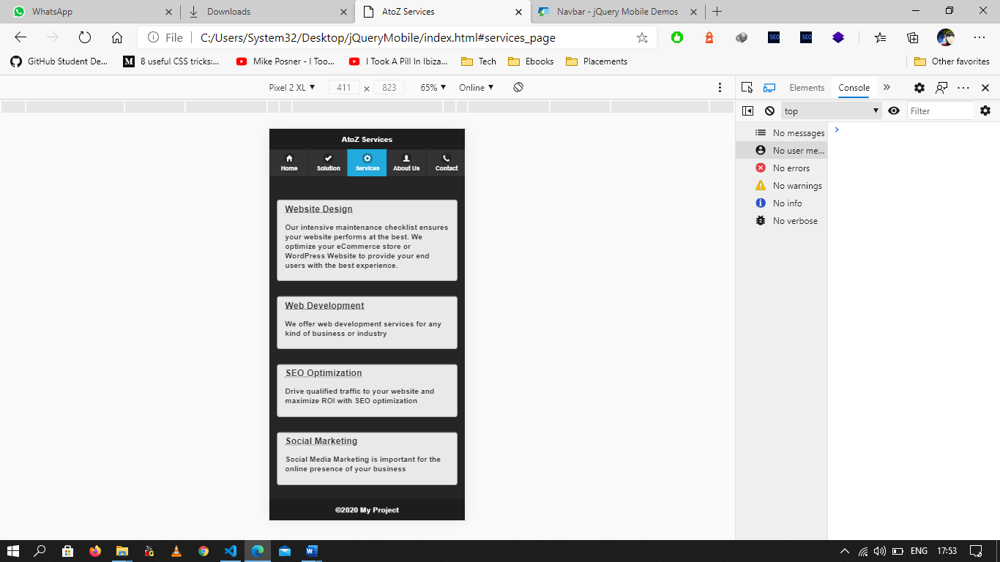 WhatsApp
Downloads
AtoZ Services
Navbar - jQuery Mobile Demos
File
C:/Users/System32/Desktop/jQueryMobile/index.html#services_page
SEO
SEO
GitHub Student De...
8 useful CSS tricks:...
Mike Posner - I Too...
I Took A Pill In Ibiza...
Tech
Ebooks
Placements
Other favorites
Pixel 2 XL
411
x
823
65%
Online
Elements
Console
top
Filter
No messages
No user me...
No errors
No warnings
No info
No verbose
AtoZ Services
Home
Solution
Services
About Us
Contact
Website Design
Our intensive maintenance checklist ensures
your website performs at the best. We
optimize your eCommerce store or
WordPress Website to provide your end
users with the best experience.
Web Development
We offer web development services for any
kind of business or industry
SEO Optimization
Drive qualified traffic to your website and
maximize ROI with SEO optimization
Social Marketing
Social Media Marketing is important for the
online presence of your business
©2020 My Project
ENG
17:53